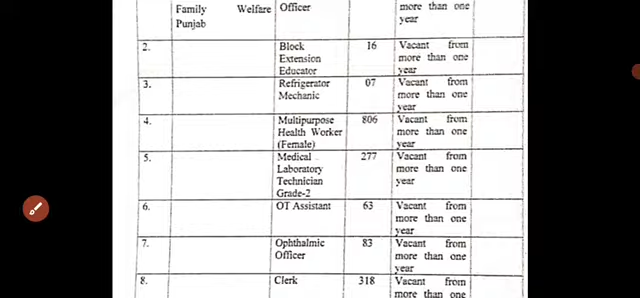 Family Welfare Officer more than one
Punjab year
2. Block 16 Vacant from
Extension more than one
Educator year
3. Refrigerator 07 Vacant from
Mechanic more than one
year
4. Multipurpose 806 Vacant from
Health Worker more than one
(Female) year
5. Medical 277 Vacant from
Laboratory more than one
Technician year
Grade-2
6. OT Assistant 63 Vacant from
more than one
year
7. Ophthalmic 83 Vacant from
Officer more than one
year
8. Clerk 318 Vacant from
more than one